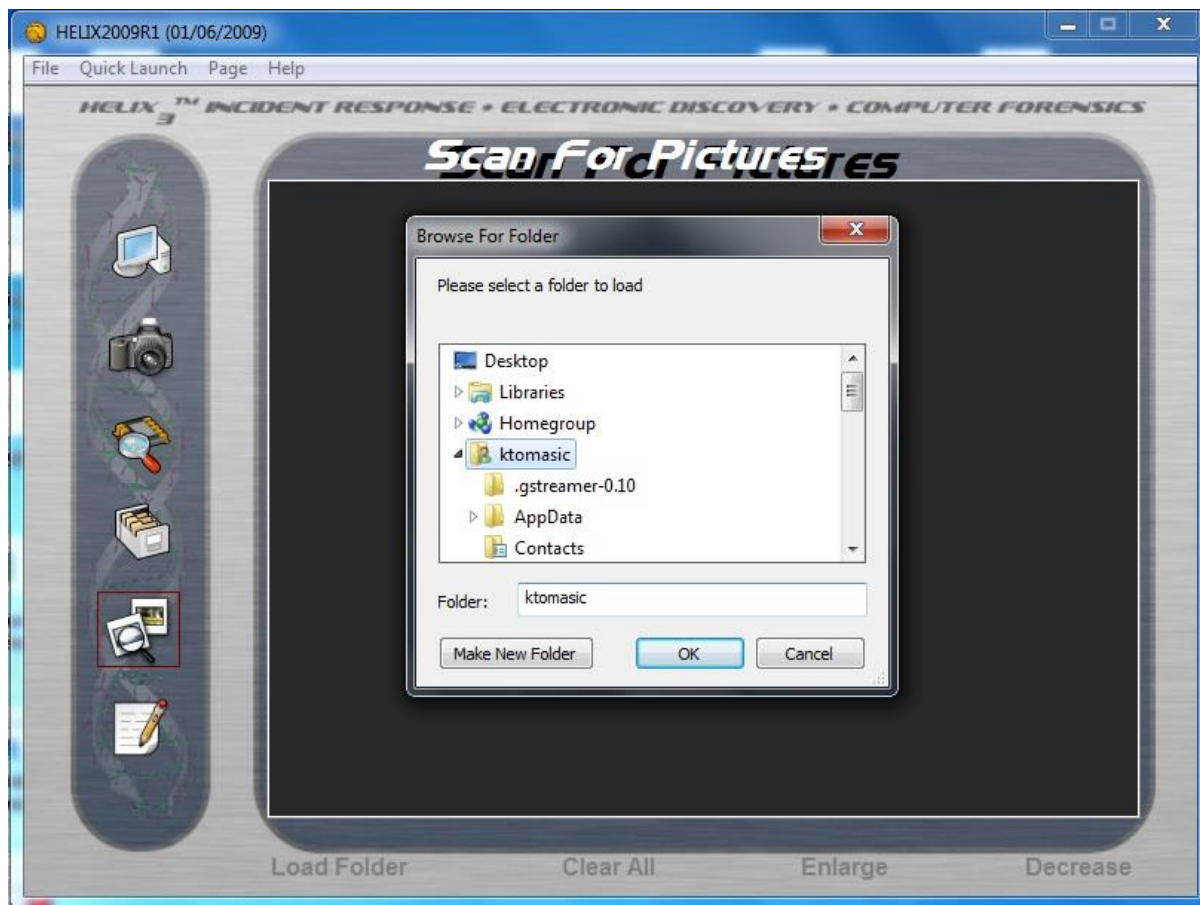 HELIX2009R1 (01/06/2009)
File Quick Launch Page Help
HELIX3™ INCIDENT RESPONSE • ELECTRONIC DISCOVERY • COMPUTER FORENSICS
Scan For Pictures
Browse For Folder
Please select a folder to load
Desktop
Libraries
Homegroup
ktomasic
.gstreamer-0.10
AppData
Contacts
Folder: ktomasic
Make New Folder OK Cancel
Load Folder Clear All Enlarge Decrease